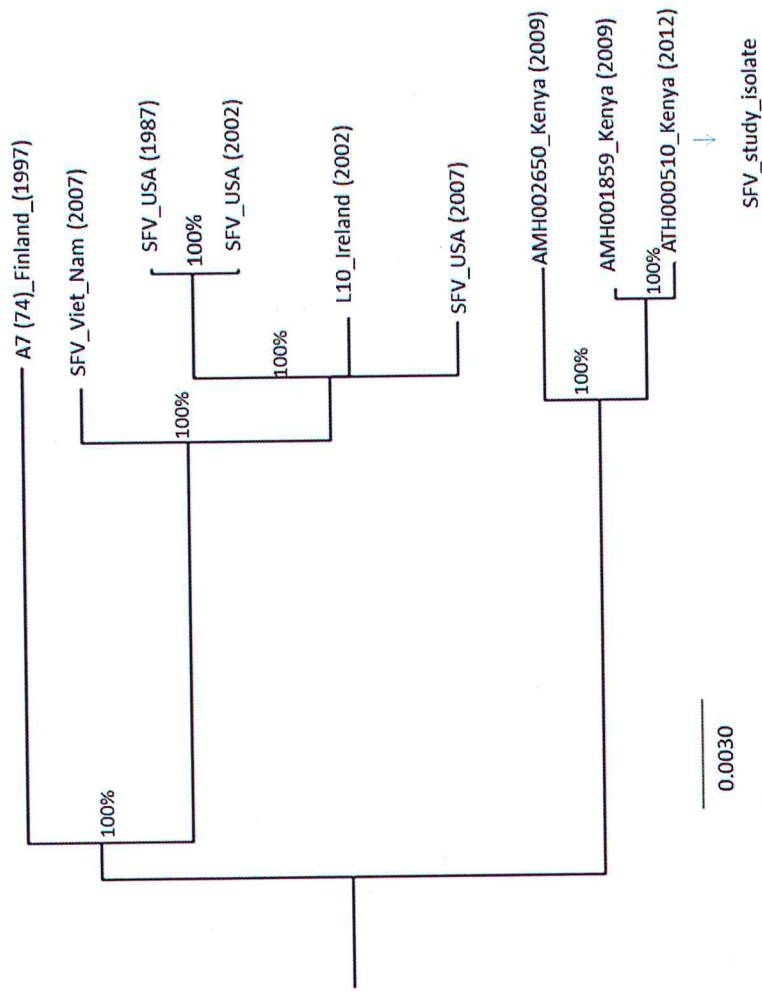 A7 (74)_Finland_(1997)
SFV_Viet_Nam (2007)
SFV_USA (1987)
100%
SFV_USA (2002)
100%
100%
L10_Ireland (2002)
SFV_USA (2007)
100%
AMH002650_Kenya (2009)
100%
AMH001859_Kenya (2009)
100%
ATH000510_Kenya (2012)
SFV_study_isolate
0.0030